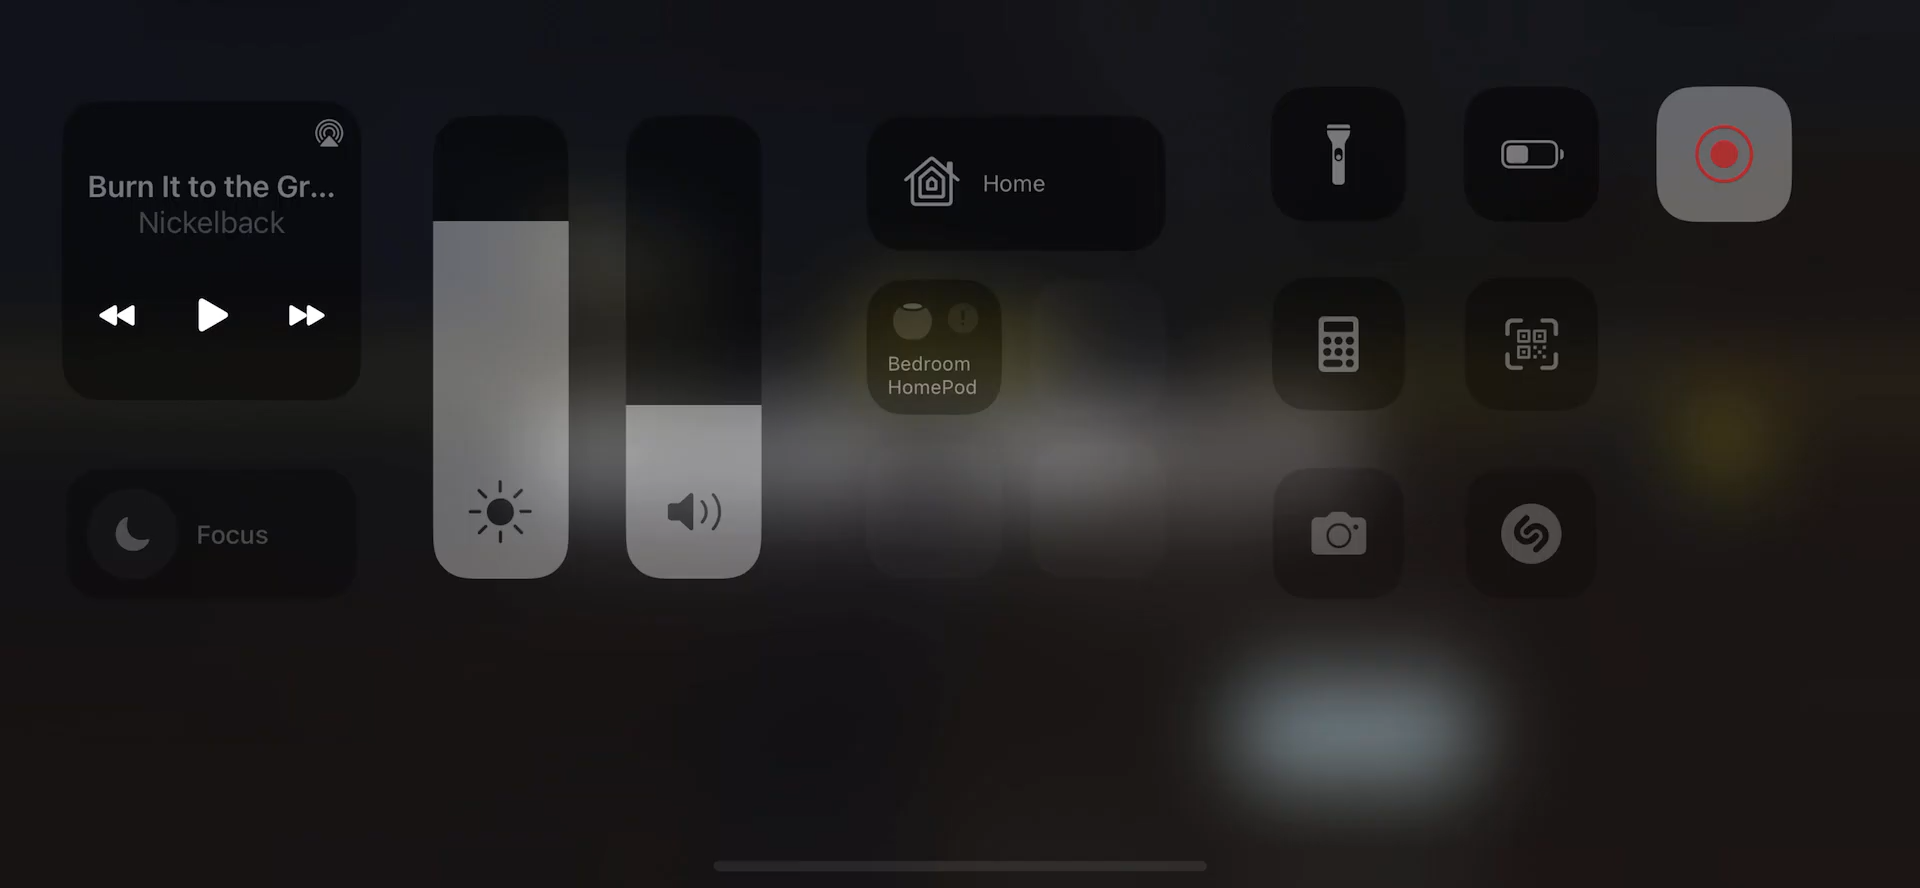 Burn It to the Gr...
Nickelback
Focus
Home
Bedroom
HomePod